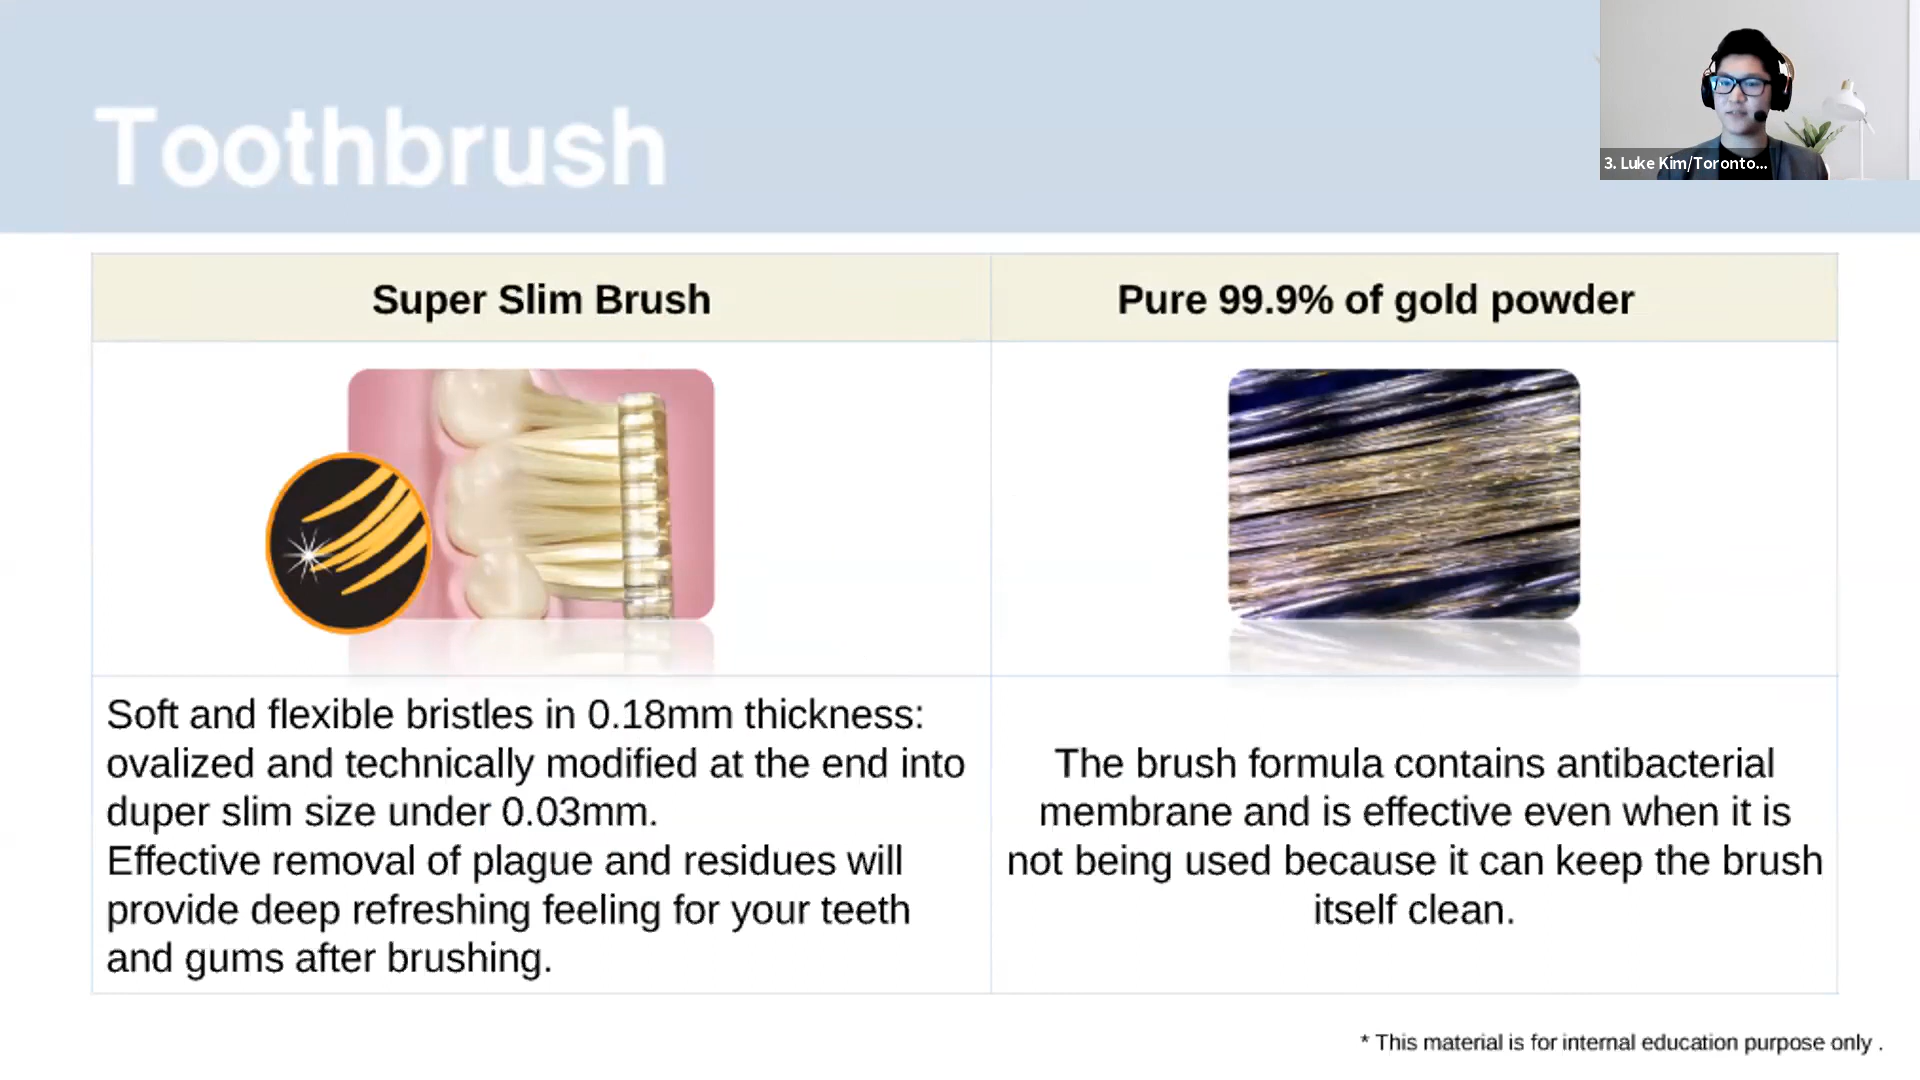 Toothbrush
3. Luke Kim/Toronto...
Super Slim Brush
Pure 99.9% of gold powder
Soft and flexible bristles in 0.18mm thickness:
ovalized and technically modified at the end into
duper slim size under 0.03mm.
Effective removal of plague and residues will
provide deep refreshing feeling for your teeth
and gums after brushing.
The brush formula contains antibacterial
membrane and is effective even when it is
not being used because it can keep the brush
itself clean.
* This material is for internal education purpose only .